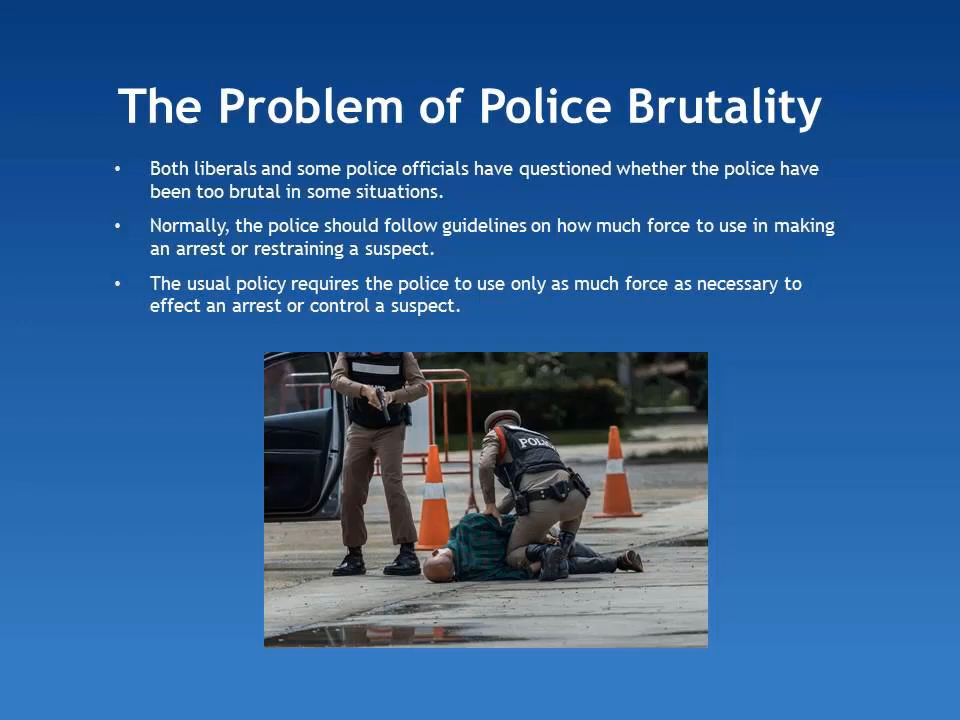 The Problem of Police Brutality
• Both liberals and some police officials have questioned whether the police have
been too brutal in some situations.
• Normally, the police should follow guidelines on how much force to use in making
an arrest or restraining a suspect.
• The usual policy requires the police to use only as much force as necessary to
effect an arrest or control a suspect.